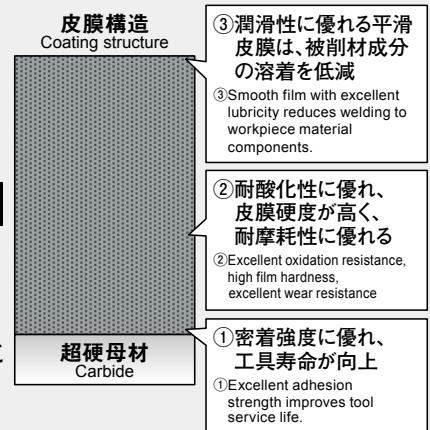 皮膜構造
Coating structure
③潤滑性に優れる平滑
皮膜は、被削材成分
の溶着を低減
③Smooth film with excellent
lubricity reduces welding to
workpiece material
components.
②耐酸化性に優れ、
皮膜硬度が高く、
耐摩耗性に優れる
②Excellent oxidation resistance,
high film hardness,
excellent wear resistance
①密着強度に優れ、
工具寿命が向上
①Excellent adhesion
strength improves tool
service life.
超硬母材
Carbide